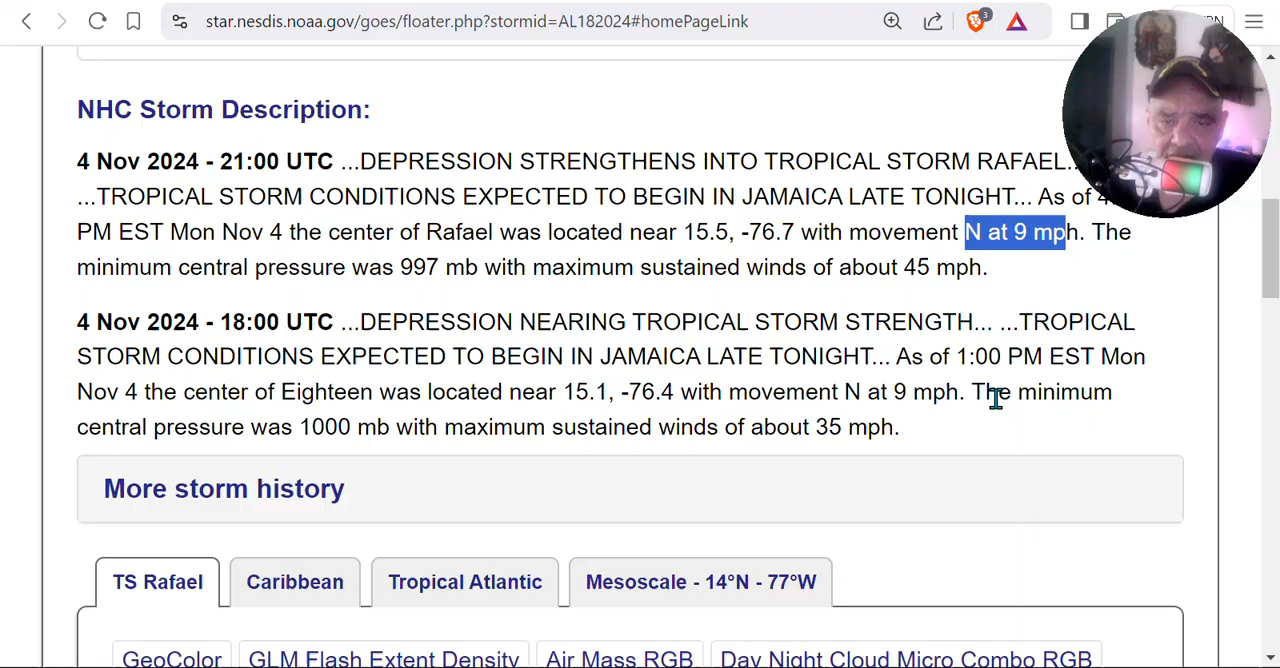 star.nesdis.noaa.gov/goes/floater.php?stormid=AL182024#homePageLink
3
NHC Storm Description:
4 Nov 2024 - 21:00 UTC ...DEPRESSION STRENGTHENS INTO TROPICAL STORM RAFAEL...
...TROPICAL STORM CONDITIONS EXPECTED TO BEGIN IN JAMAICA LATE TONIGHT... As of
PM EST Mon Nov 4 the center of Rafael was located near 15.5, -76.7 with movement N at 9 mph. The
minimum central pressure was 997 mb with maximum sustained winds of about 45 mph.
4 Nov 2024 - 18:00 UTC ...DEPRESSION NEARING TROPICAL STORM STRENGTH... ...TROPICAL
STORM CONDITIONS EXPECTED TO BEGIN IN JAMAICA LATE TONIGHT... As of 1:00 PM EST Mon
Nov 4 the center of Eighteen was located near 15.1, -76.4 with movement N at 9 mph. The minimum
central pressure was 1000 mb with maximum sustained winds of about 35 mph.
More storm history
TS Rafael Caribbean Tropical Atlantic Mesoscale - 14°N - 77°W
GeoColor GLM Flash Extent Density Air Mass RGB Day Night Cloud Micro Combo RGB